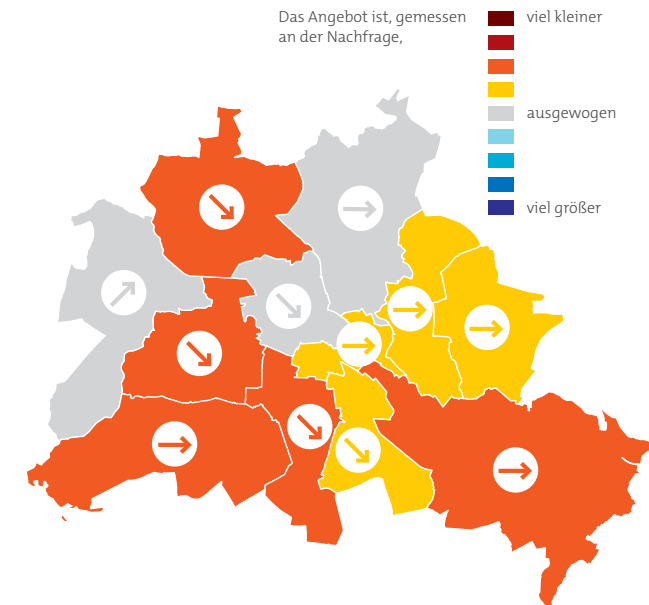 Das Angebot ist, gemessen
an der Nachfrage,
viel kleiner
ausgewogen
viel größer